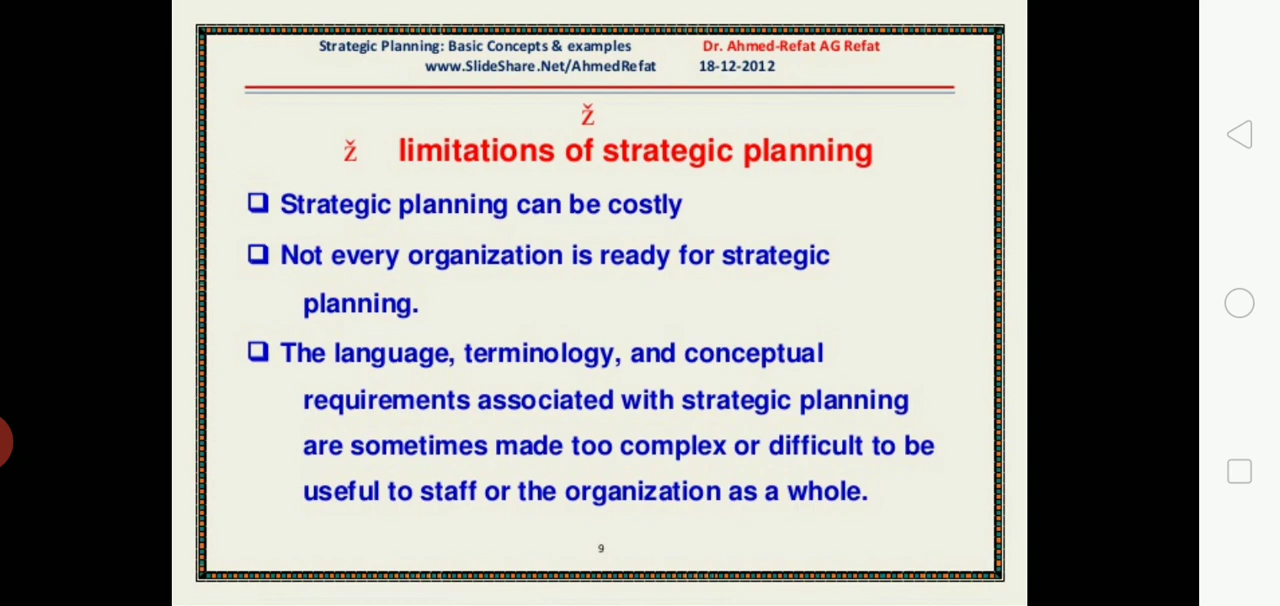 Strategic Planning: Basic Concepts & examples Dr. Ahmed-Refat AG Refat
www.SlideShare.Net/AhmedRefat 18-12-2012
ž
ž limitations of strategic planning
❑ Strategic planning can be costly
❑ Not every organization is ready for strategic
planning.
❑ The language, terminology, and conceptual
requirements associated with strategic planning
are sometimes made too complex or difficult to be
useful to staff or the organization as a whole.
9